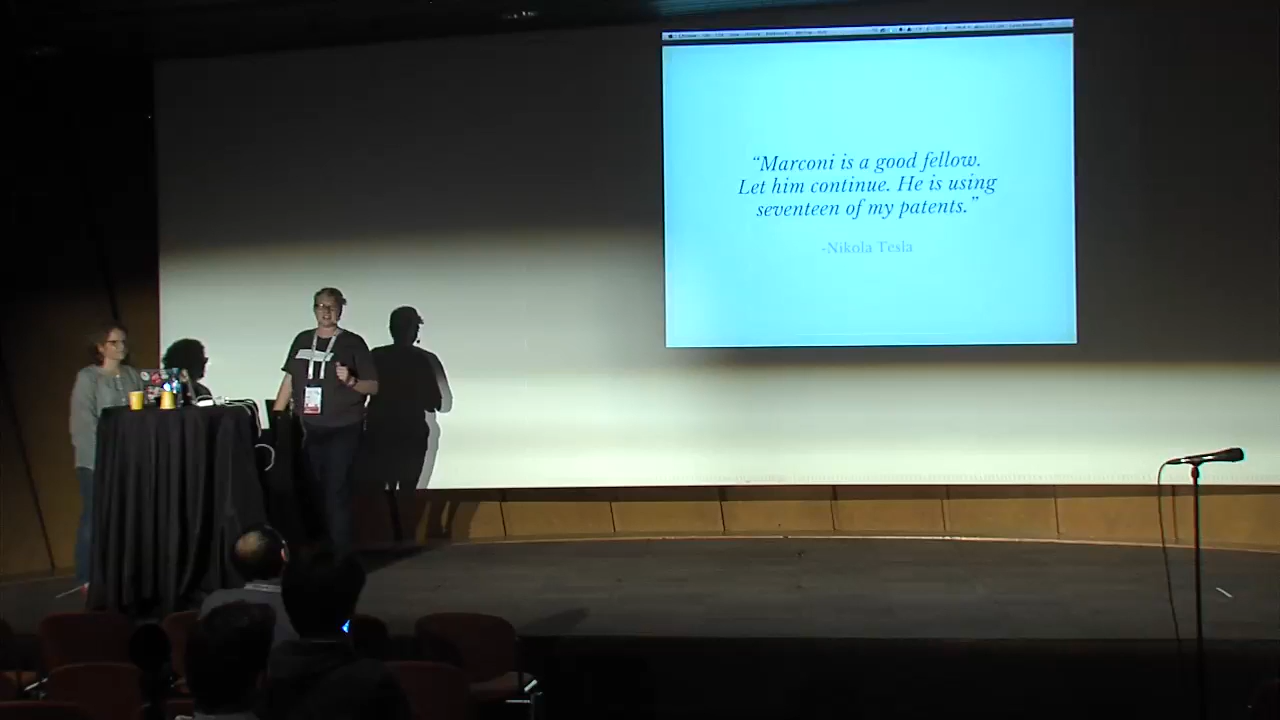 “Marconi is a good fellow.
Let him continue. He is using
seventeen of my patents.”
-Nikola Tesla